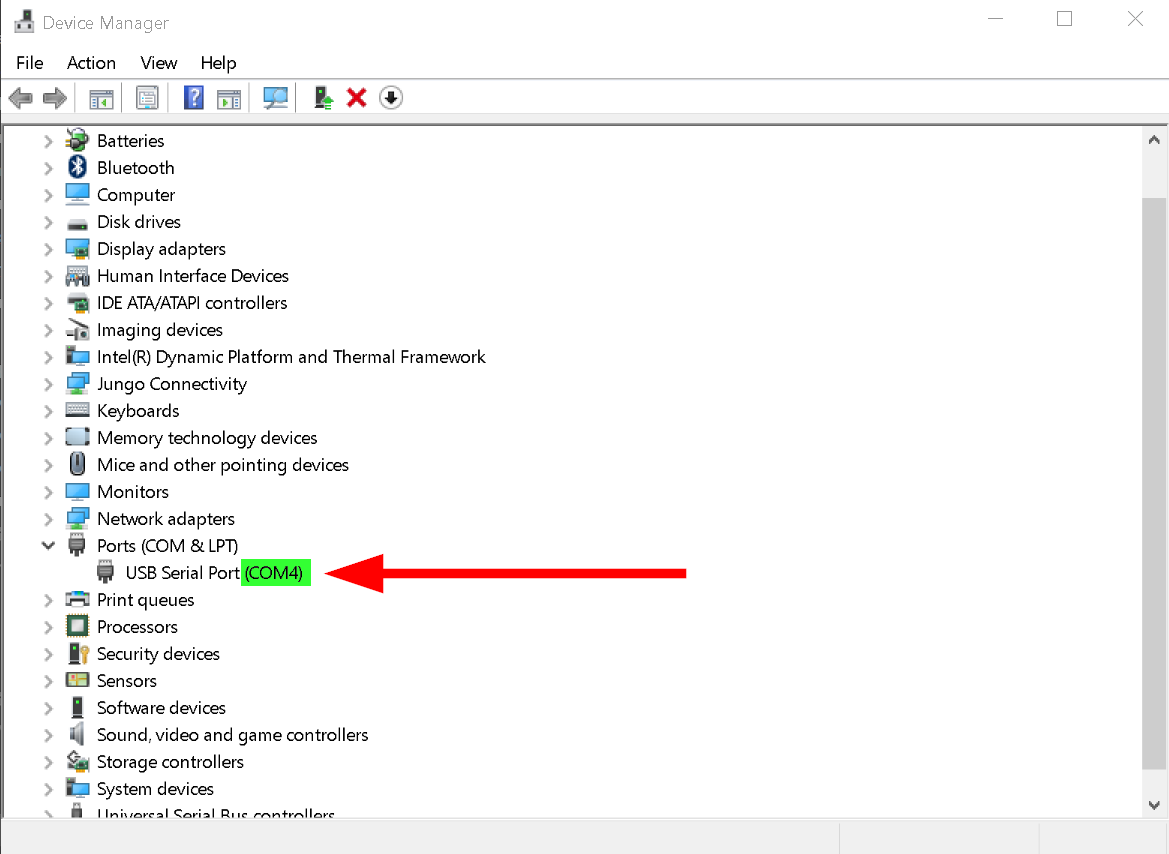 Device Manager
File Action View Help
Batteries
Bluetooth
Computer
Disk drives
Display adapters
Human Interface Devices
IDE ATA/ATAPI controllers
Imaging devices
Intel(R) Dynamic Platform and Thermal Framework
Jungo Connectivity
Keyboards
Memory technology devices
Mice and other pointing devices
Monitors
Network adapters
Ports (COM & LPT)
USB Serial Port (COM4)
Print queues
Processors
Security devices
Sensors
Software devices
Sound, video and game controllers
Storage controllers
System devices
Universal Serial Bus controllers